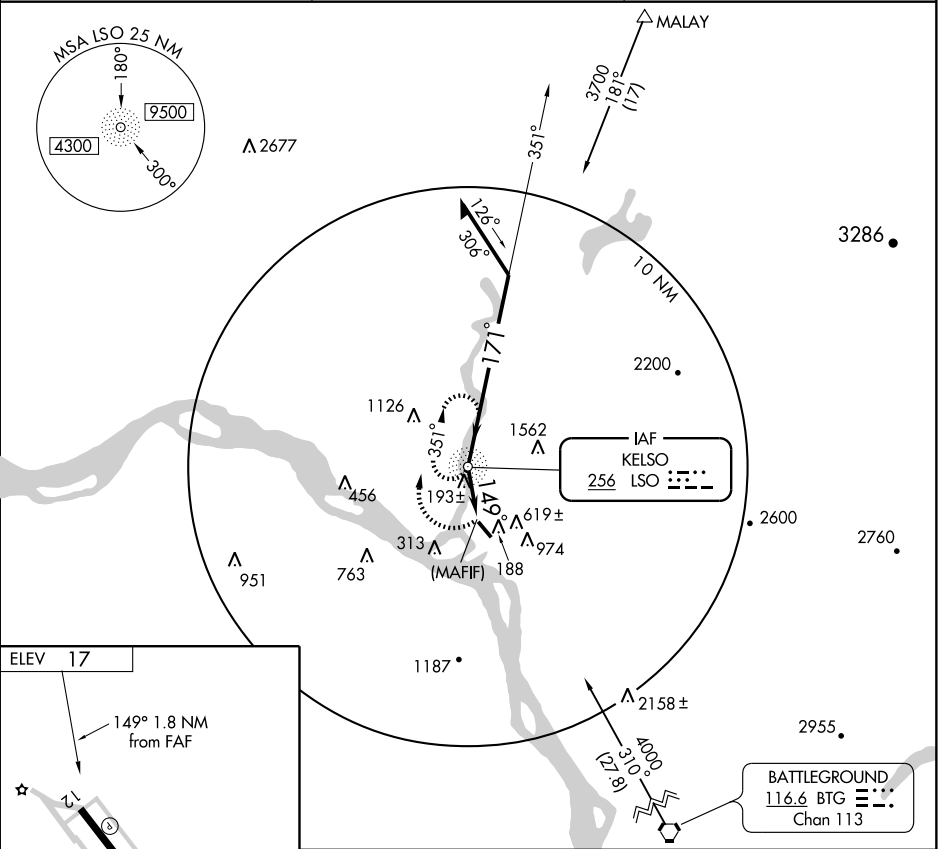 MSA LSO 25 NM
180°
9500
4300
300°
2677
MALAY
3700
181°
(17)
351°
126°
306°
3286
10 NM
171°
2200
1126
351°
1562
IAF
KELSO
256 LSO
456
193±
149°
619±
2600
313
974
2760
763
(MAFIF)
188
951
1187
2158±
4000
310°
(27.8)
2955
BATTLEGROUND
116.6 BTG
Chan 113
ELEV 17
149° 1.8 NM
from FAF
12
P